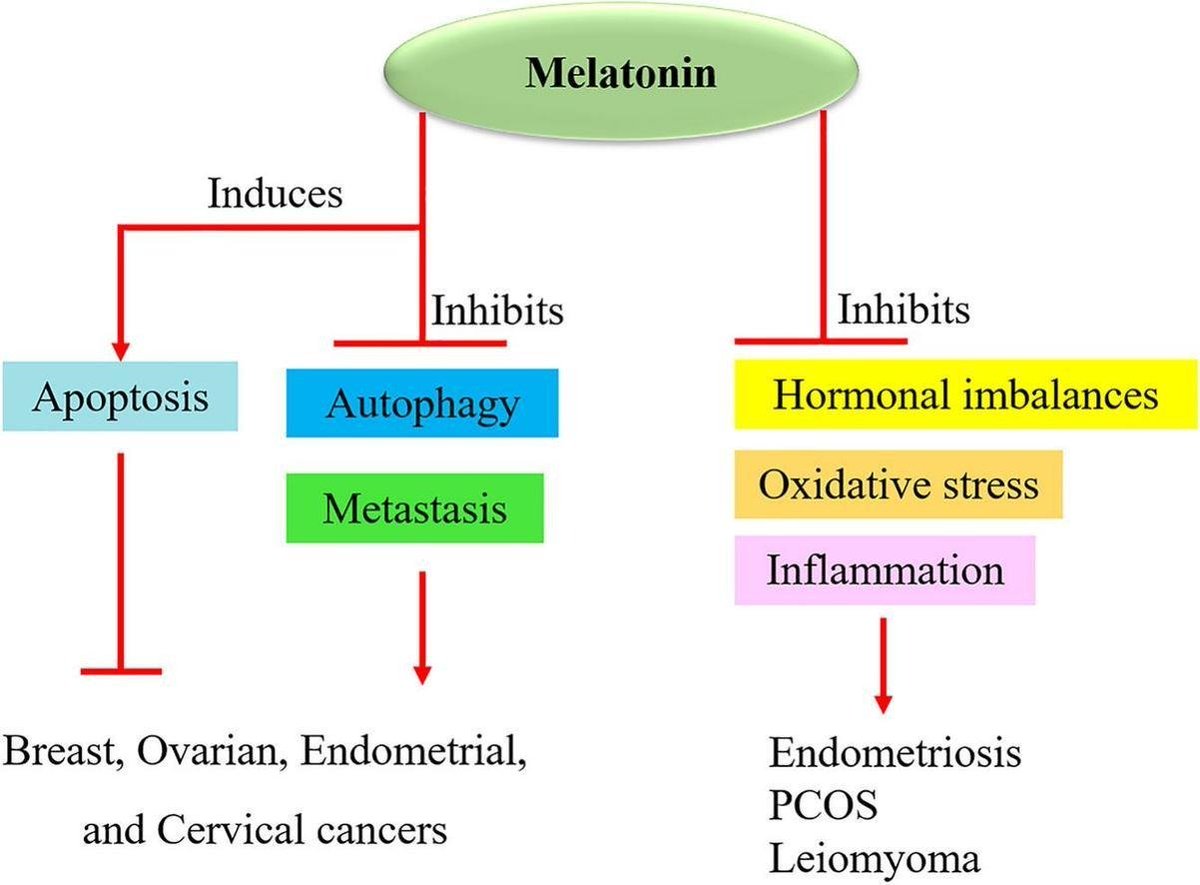 Melatonin
Induces
Inhibits
Inhibits
Apoptosis
Autophagy
Metastasis
Hormonal imbalances
Oxidative stress
Inflammation
Breast, Ovarian, Endometrial,
and Cervical cancers
Endometriosis
PCOS
Leiomyoma